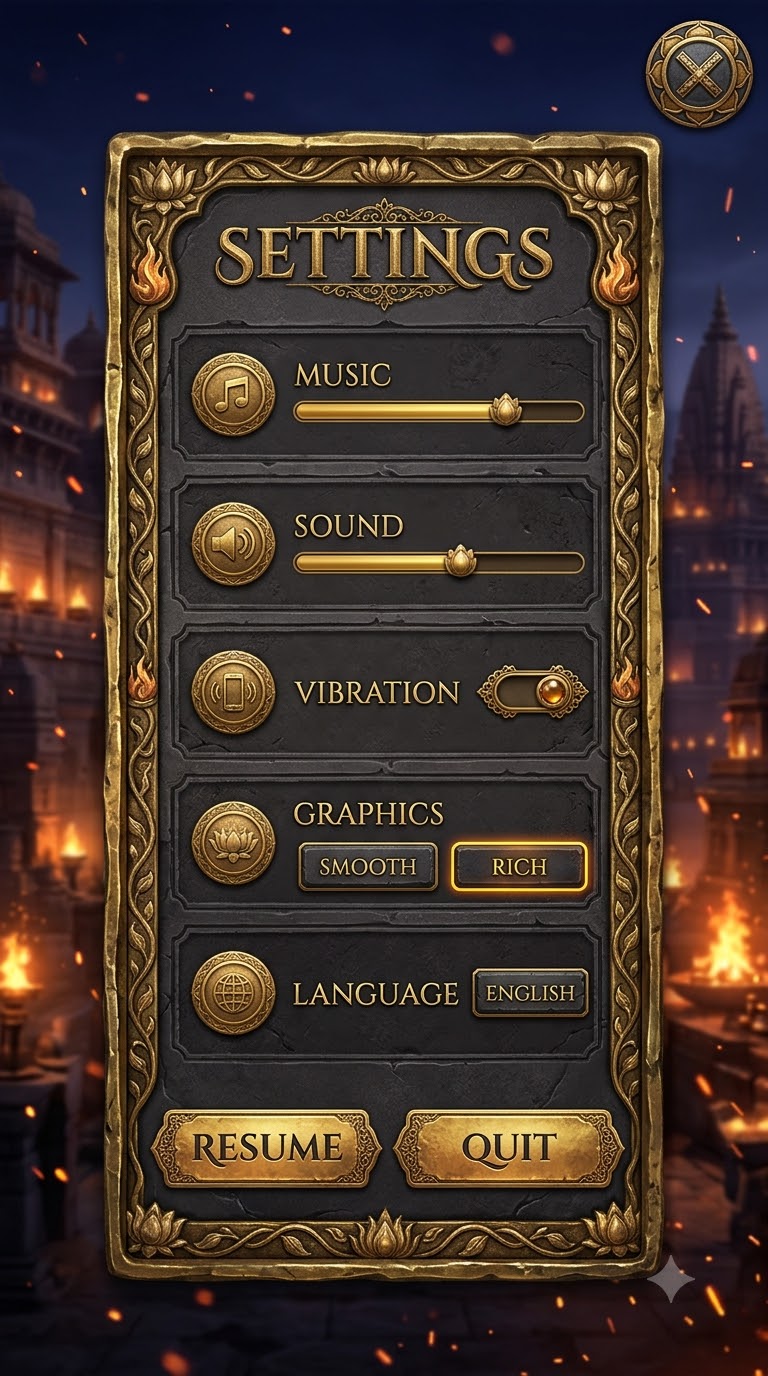 SETTINGS
MUSIC
SOUND
VIBRATION
GRAPHICS
SMOOTH RICH
LANGUAGE ENGLISH
RESUME QUIT